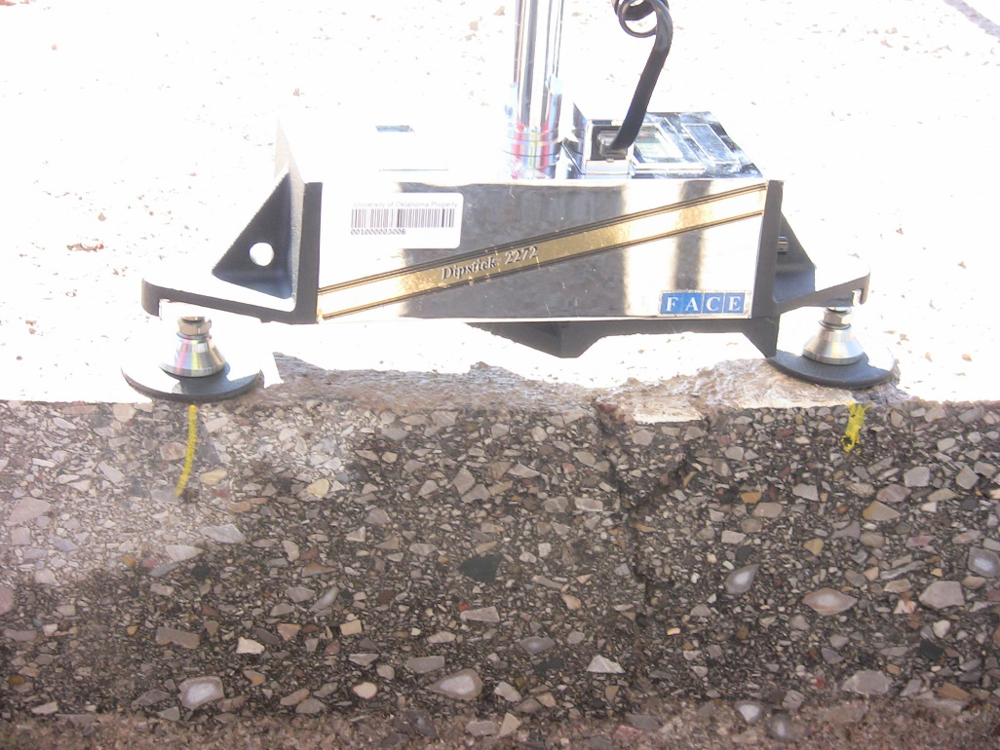 University of Oklahoma Property
001000003006
Dipstick 2272
FACE